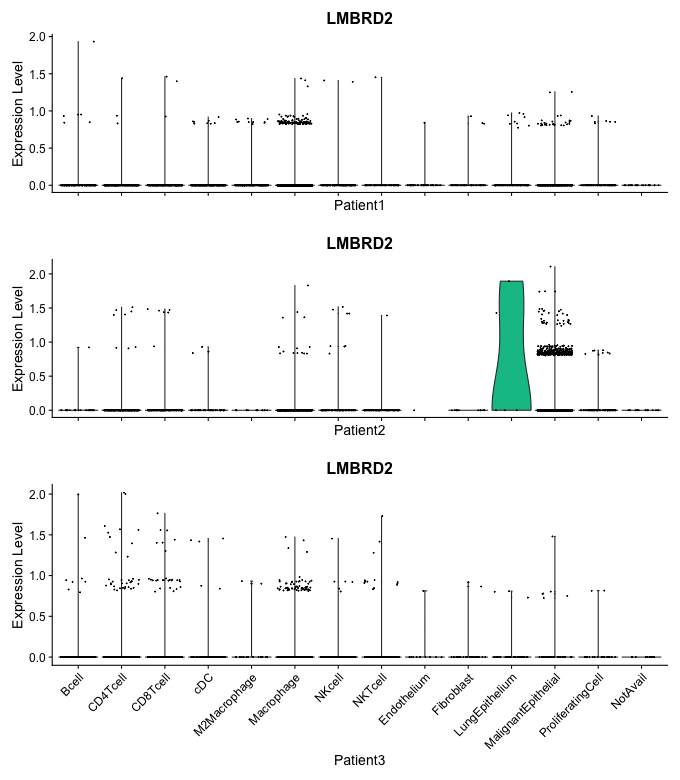 LMBRD2
Expression Level
2.0
1.5
1.0
0.5
0.0
Patient1
LMBRD2
Expression Level
2.0
1.5
1.0
0.5
0.0
Patient2
LMBRD2
Expression Level
2.0
1.5
1.0
0.5
0.0
Bcell
CD4Tcell
CD8Tcell
cDC
M2Macrophage
Macrophage
NKcell
NKTcell
Endothelium
Fibroblast
LungEpithelium
MalignantEpithelial
ProliferatingCell
NotAvail
Patient3